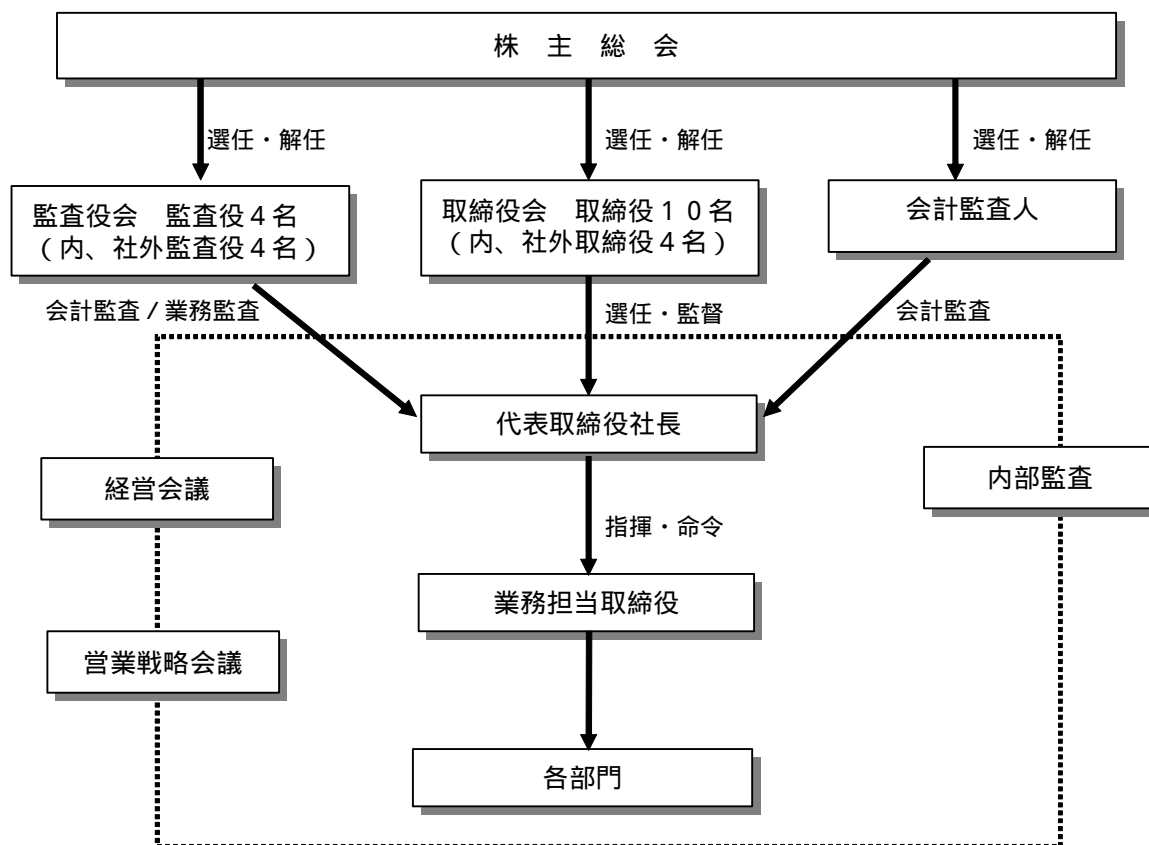 株　主　総　会
選任・解任
選任・解任
選任・解任
監査役会　監査役４名
（内、社外監査役４名）
取締役会　取締役１０名
（内、社外取締役４名）
会計監査人
会計監査/業務監査
選任・監督
会計監査
代表取締役社長
経営会議
内部監査
指揮・命令
業務担当取締役
営業戦略会議
各部門